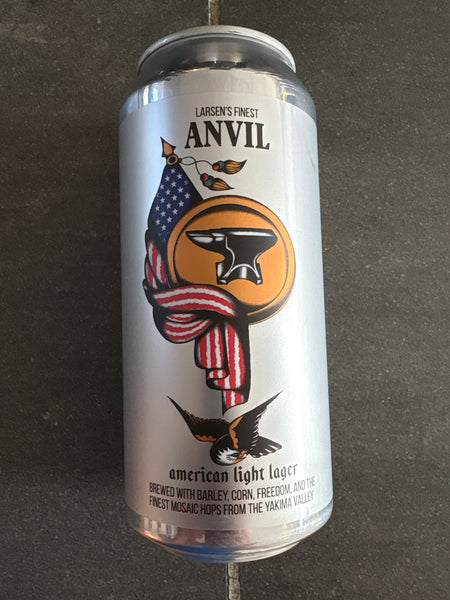 LARSEN'S FINEST
ANVIL
american light lager
BREWED WITH BARLEY, CORN, FREEDOM, AND THE
FINEST MOSAIC HOPS FROM THE YAKIMA VALLEY